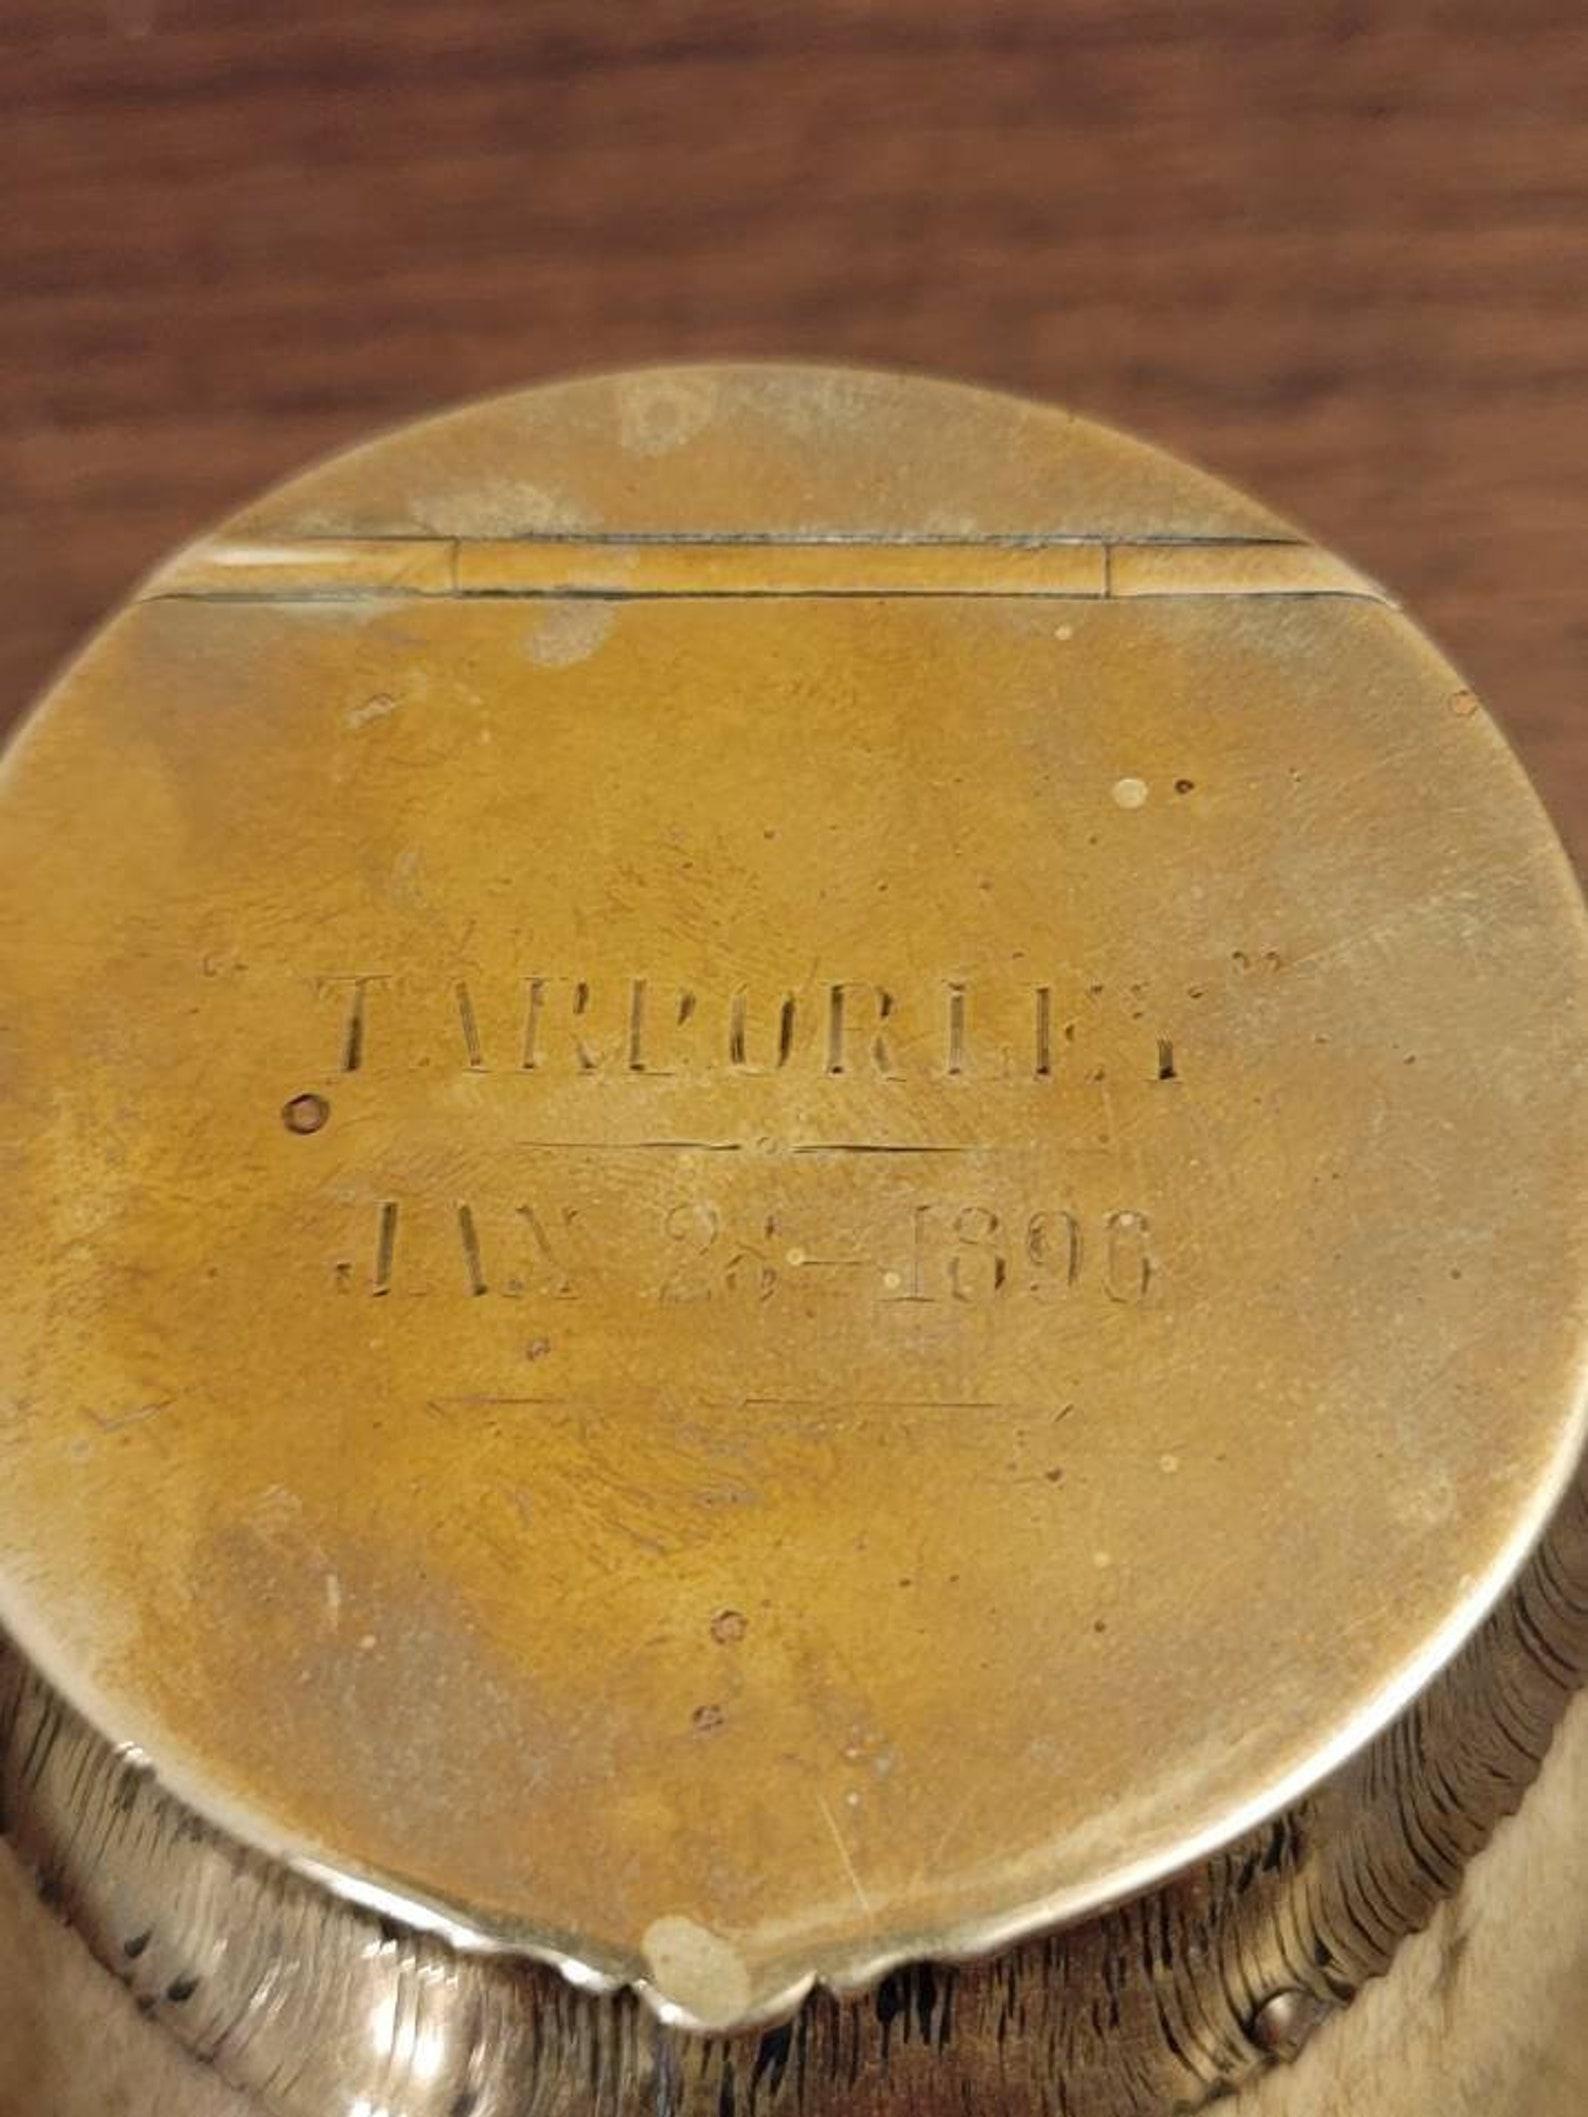 "TARPORLEY"
JAN 28 – 1896